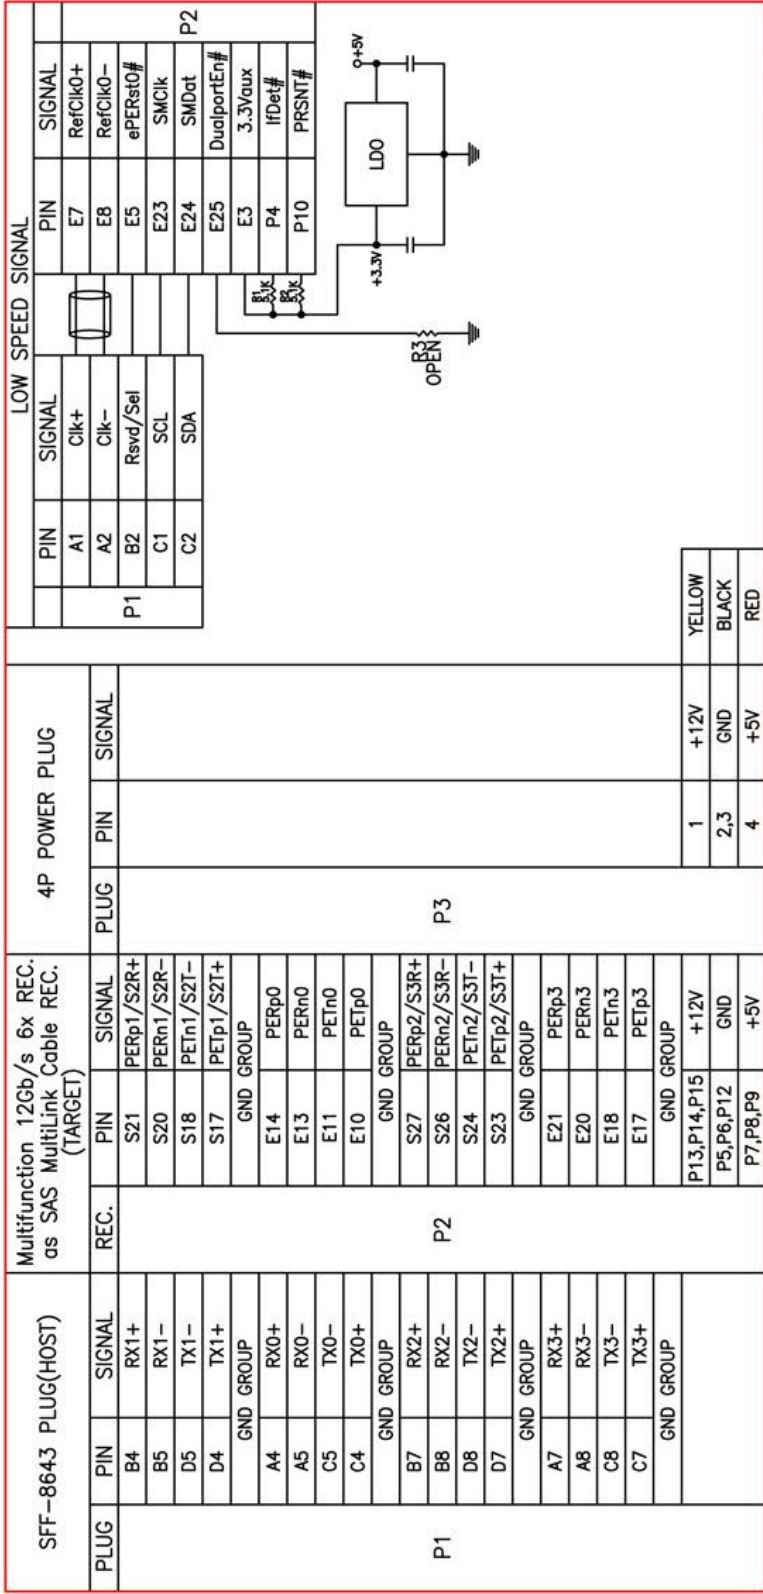 SFF-8643 PLUG(HOST)
Multifunction 12Gb/s 6x REC.
as SAS MultiLink Cable REC.
(TARGET)
4P POWER PLUG
PLUG PIN SIGNAL REC. PIN SIGNAL PLUG PIN SIGNAL
P1 P2 P3
B4 RX1+ S21 PERp1/S2R+
B5 RX1- S20 PERn1/S2R-
D5 TX1- S18 PETn1/S2T-
D4 TX1+ S17 PETp1/S2T+
GND GROUP GND GROUP
A4 RX0+ E14 PERp0
A5 RX0- E13 PERn0
C5 TX0- E11 PETn0
C4 TX0+ E10 PETp0
GND GROUP GND GROUP
B7 RX2+ S27 PERp2/S3R+
B8 RX2- S26 PERn2/S3R-
D8 TX2- S24 PETn2/S3T-
D7 TX2+ S23 PETp2/S3T+
GND GROUP GND GROUP
A7 RX3+ E21 PERp3
A8 RX3- E20 PERn3
C8 TX3- E18 PETn3
C7 TX3+ E17 PETp3
GND GROUP GND GROUP
P13,P14,P15 +12V 1 +12V YELLOW
P5,P6,P12 GND 2,3 GND BLACK
P7,P8,P9 +5V 4 +5V RED
LOW SPEED SIGNAL
PIN SIGNAL PIN SIGNAL
P1 P2
A1 Clk+ E7 RefClk0+
A2 Clk- E8 RefClk0-
B2 Rsvd/Sel E5 ePERst0#
C1 SCL E23 SMClk
C2 SDA E24 SMDat
E25 DualportEn#
E3 3.3Vaux
R1
5.1K
P4 IfDet#
R2
5.1K
P10 PRSNT#
+3.3V LDO +5V
R3
OPEN